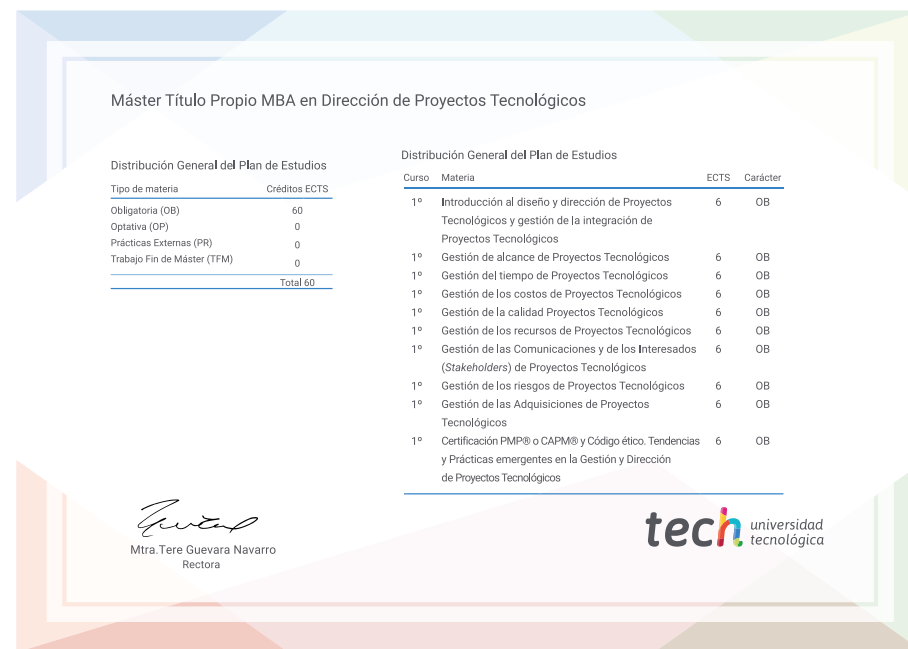 Máster Título Propio MBA en Dirección de Proyectos Tecnológicos
Distribución General del Plan de Estudios
Tipo de materia Créditos ECTS
Obligatoria (OB) 60
Optativa (OP) 0
Prácticas Externas (PR) 0
Trabajo Fin de Máster (TFM) 0
Total 60
Distribución General del Plan de Estudios
Curso Materia ECTS Carácter
1º Introducción al diseño y dirección de Proyectos 6 OB
Tecnológicos y gestión de la integración de
Proyectos Tecnológicos
1º Gestión de alcance de Proyectos Tecnológicos 6 OB
1º Gestión del tiempo de Proyectos Tecnológicos 6 OB
1º Gestión de los costos de Proyectos Tecnológicos 6 OB
1º Gestión de la calidad Proyectos Tecnológicos 6 OB
1º Gestión de los recursos de Proyectos Tecnológicos 6 OB
1º Gestión de las Comunicaciones y de los Interesados 6 OB
(Stakeholders) de Proyectos Tecnológicos
1º Gestión de los riesgos de Proyectos Tecnológicos 6 OB
1º Gestión de las Adquisiciones de Proyectos 6 OB
Tecnológicos
1º Certificación PMP® o CAPM® y Código ético. Tendencias 6 OB
y Prácticas emergentes en la Gestión y Dirección
de Proyectos Tecnológicos
Mtra.Tere Guevara Navarro
Rectora
tech universidad
tecnológica